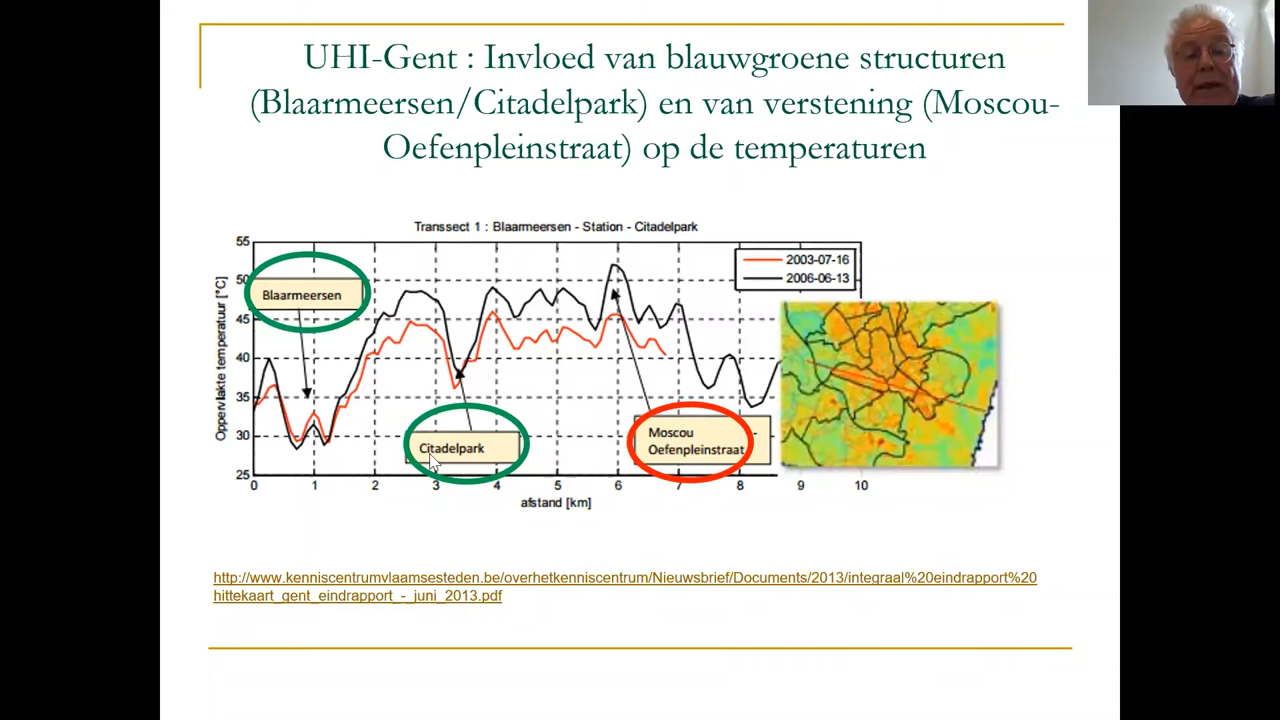 UHI-Gent : Invloed van blauwgroene structuren
(Blaarmeersen/Citadelpark) en van verstening (Moscou-
Oefenpleinstraat) op de temperaturen
Transsect 1 : Blaarmeersen - Station - Citadelpark
55
50
45
40
35
30
25
Oppervlakte temperatuur [°C]
2003-07-16
2006-06-13
Blaarmeersen
Citadelpark
Moscou -
Oefenpleinstraat
0 1 2 3 4 5 6 7 8 9 10
afstand [km]
http://www.kenniscentrumvlaamsesteden.be/overhetkenniscentrum/Nieuwsbrief/Documents/2013/integraal%20eindrapport%20
hittekaart_gent_eindrapport_-_juni_2013.pdf